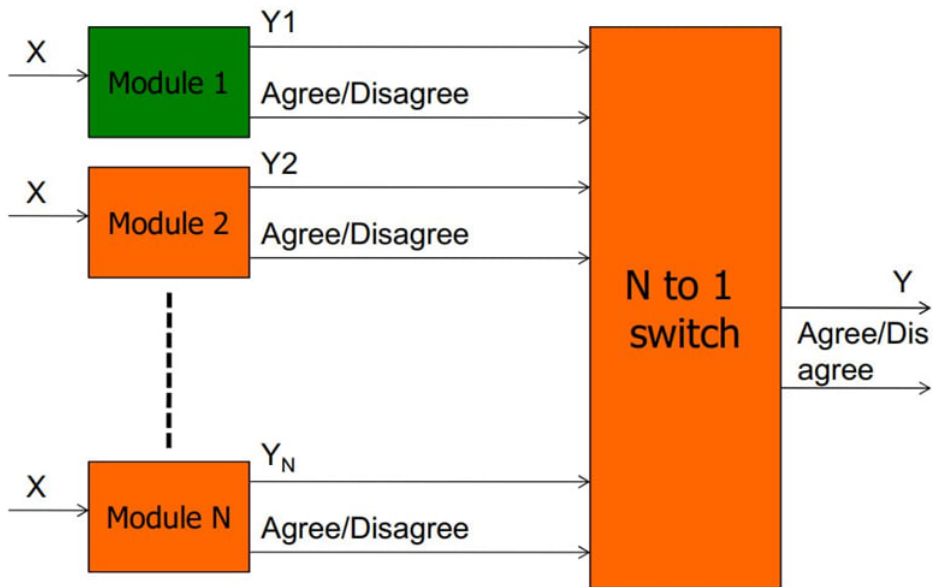 X
Module 1
Y1
Agree/Disagree
X
Module 2
Y2
Agree/Disagree
N to 1
switch
Y
Agree/Dis
agree
X
Module N
Y_N
Agree/Disagree